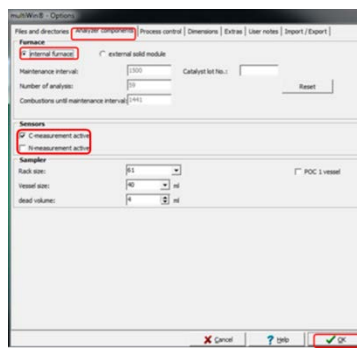 multiWin® - Options
Files and directories Analyzer components Process control Dimensions Extras User notes Import / Export
Furnace
internal furnace external solid module
Maintenance interval: 1500 Catalyst lot No.:
Number of analysis: 59 Reset
Combustions until maintenance interval: 1441
Sensors
C-measurement active
N-measurement active
Sampler
Rack size: 61 POC 1 vessel
Vessel size: 40 ml
dead volume: 4 ml
Cancel Help OK